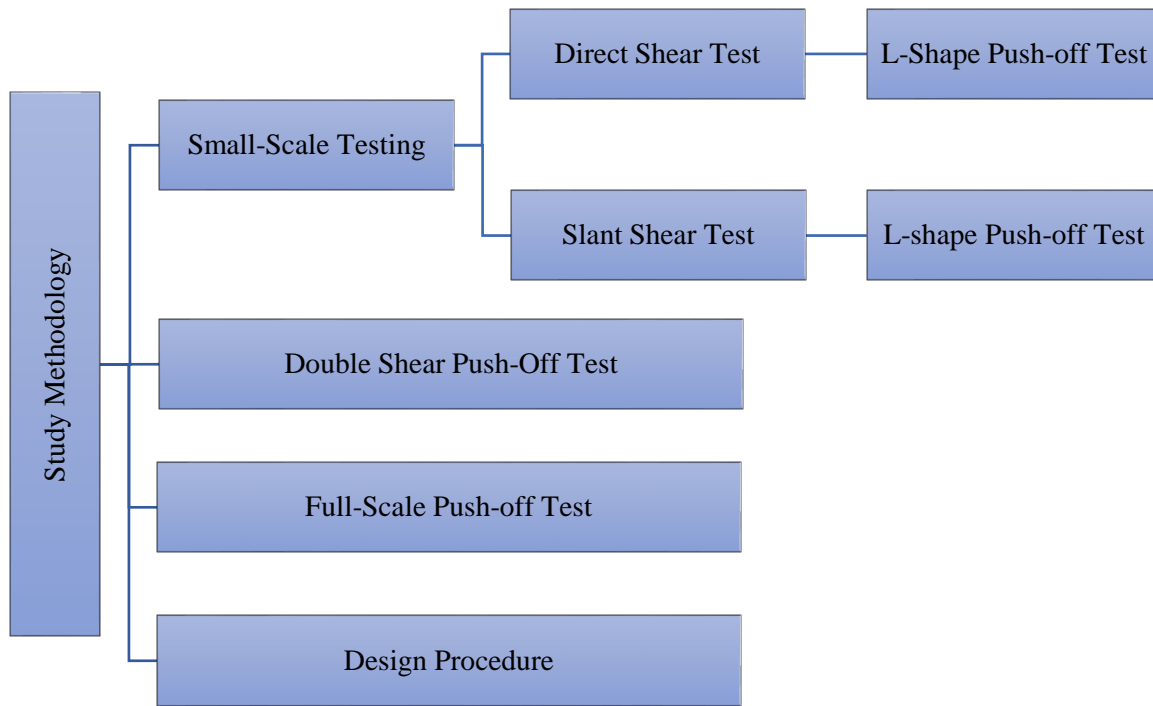 Study Methodology
Small-Scale Testing
Direct Shear Test
L-Shape Push-off Test
Slant Shear Test
L-shape Push-off Test
Double Shear Push-Off Test
Full-Scale Push-off Test
Design Procedure